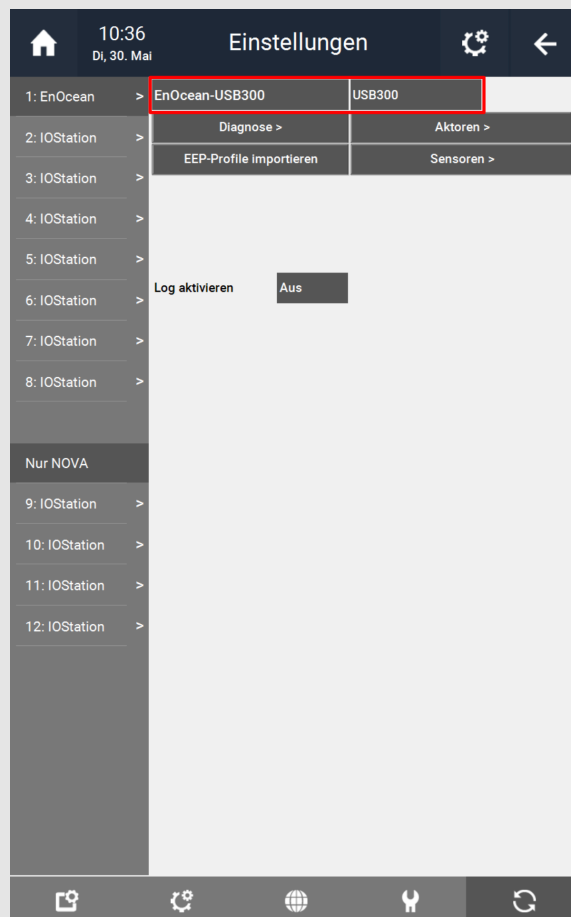 10:36
Di, 30. Mai
Einstellungen
1: EnOcean >
EnOcean-USB300 USB300
Diagnose > Aktoren >
EEP-Profile importieren Sensoren >
2: IOStation >
3: IOStation >
4: IOStation >
5: IOStation >
Log aktivieren Aus
6: IOStation >
7: IOStation >
8: IOStation >
Nur NOVA
9: IOStation >
10: IOStation >
11: IOStation >
12: IOStation >